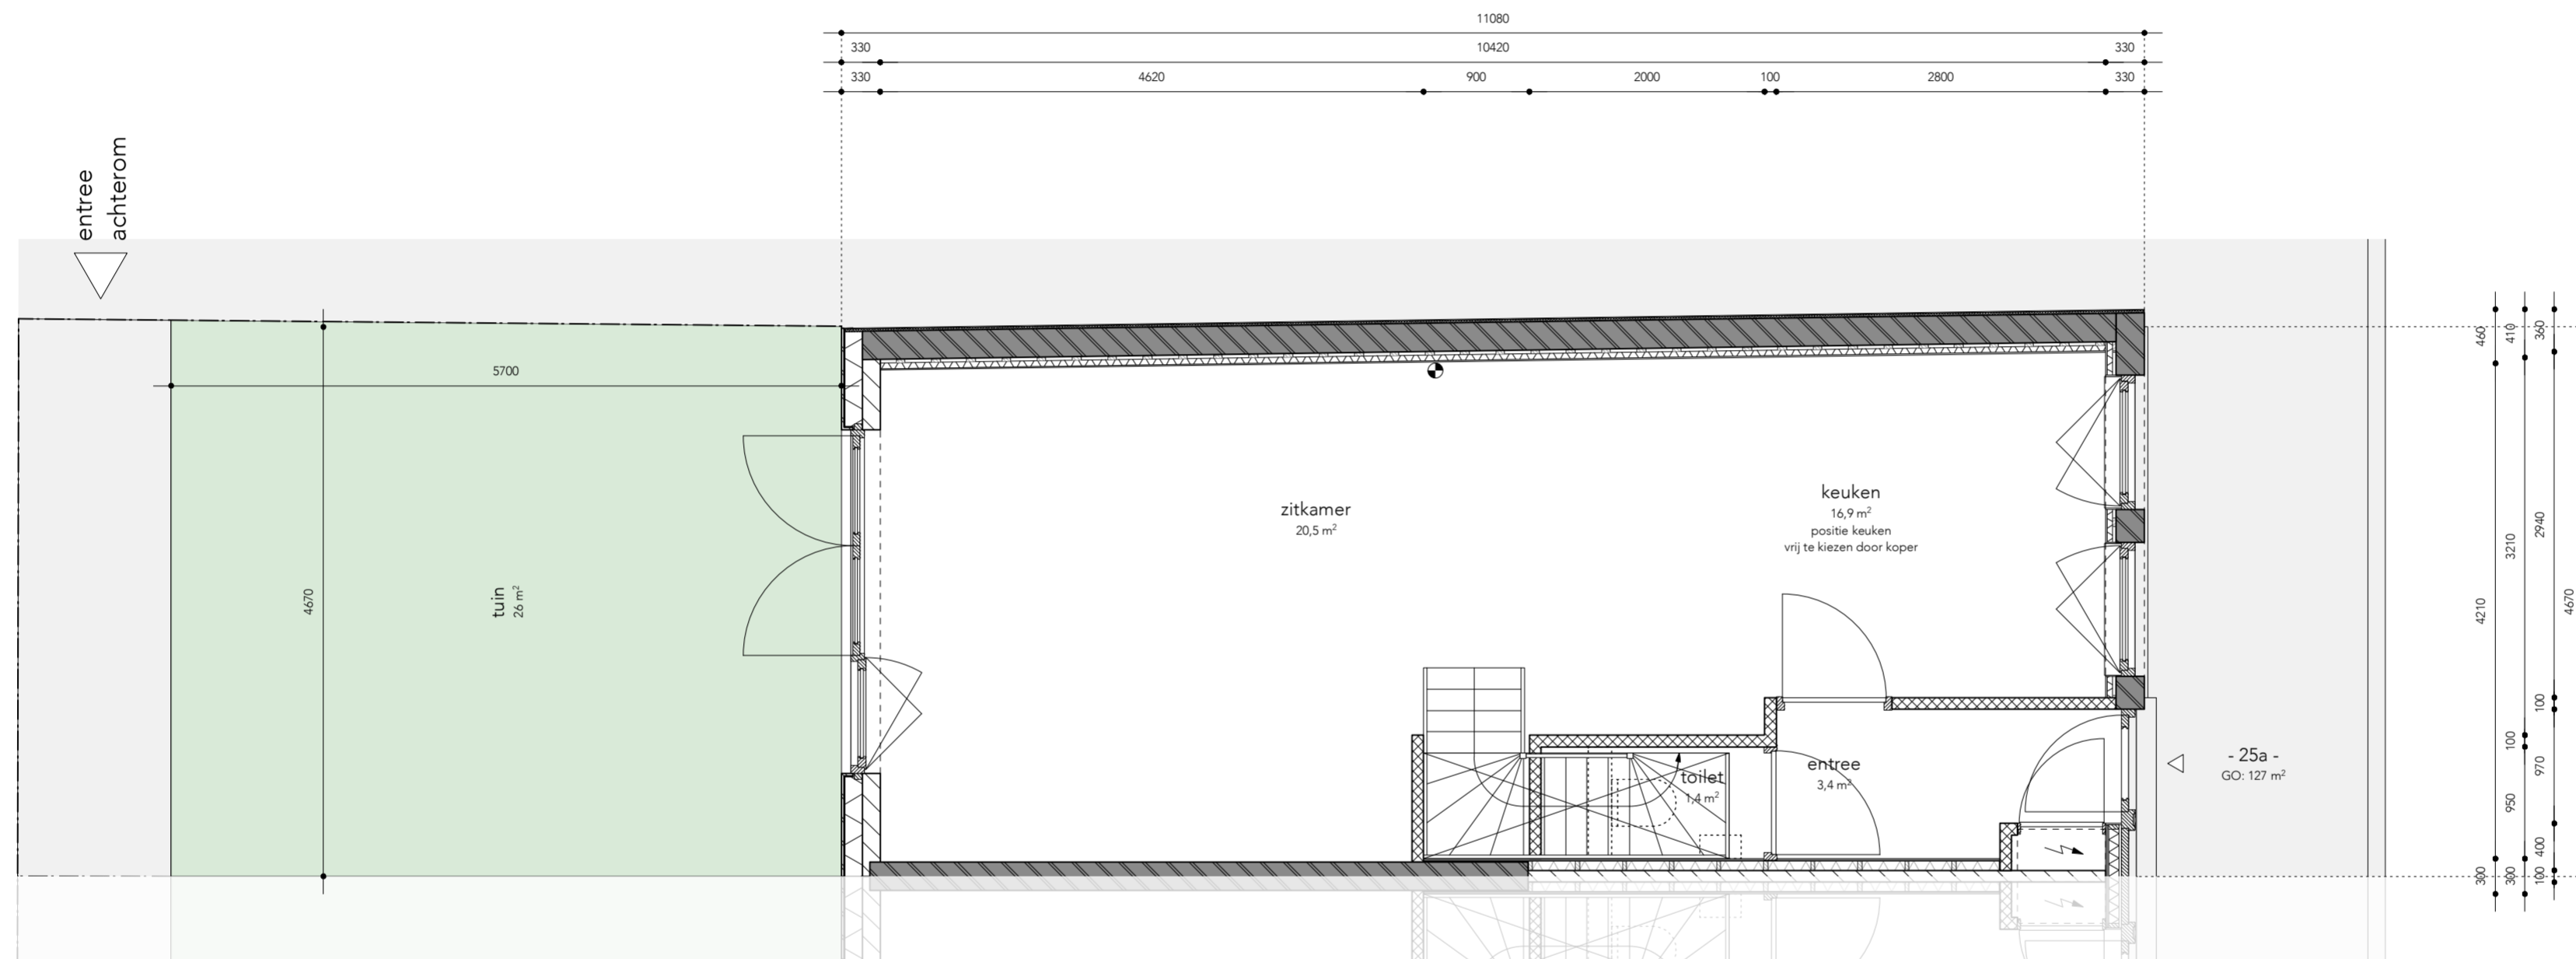 11080
330
10420
330
330
4620
900
2000
100
2800
330
entree
achterom
5700
4670
tuin
26 m²
zitkamer
20,5 m²
keuken
16,9 m²
positie keuken
vrij te kiezen door koper
toilet
1,4 m²
entree
3,4 m²
- 25a -
GO: 127 m²
460
4210
300
410
3210
100
950
300
360
2940
100
970
400
100
4670